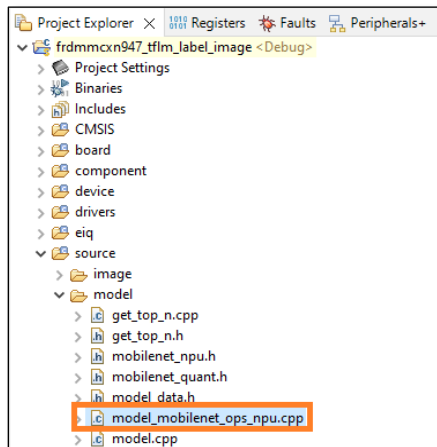 Project Explorer Registers Faults Peripherals+
frdmmcxn947_tflm_label_image <Debug>
Project Settings
Binaries
Includes
CMSIS
board
component
device
drivers
eiq
source
image
model
get_top_n.cpp
get_top_n.h
mobilenet_npu.h
mobilenet_quant.h
model_data.h
model_mobilenet_ops_npu.cpp
model.cpp